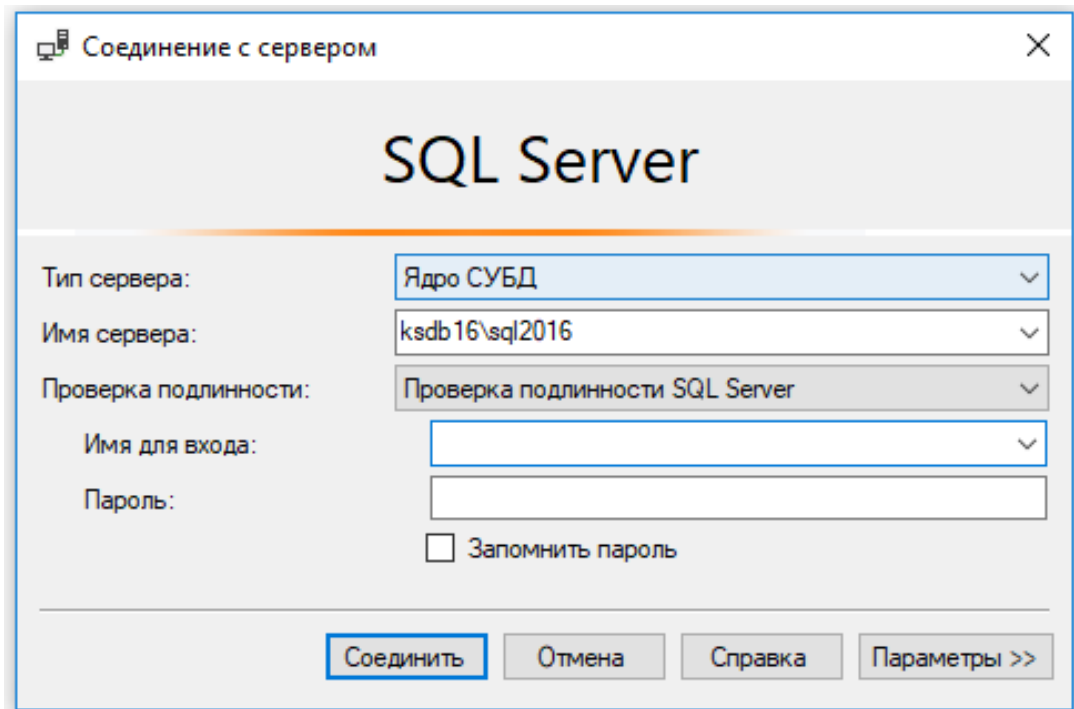 Соединение с сервером
SQL Server
Тип сервера: Ядро СУБД
Имя сервера: ksdb16\sql2016
Проверка подлинности: Проверка подлинности SQL Server
Имя для входа:
Пароль:
Запомнить пароль
Соединить Отмена Справка Параметры >>